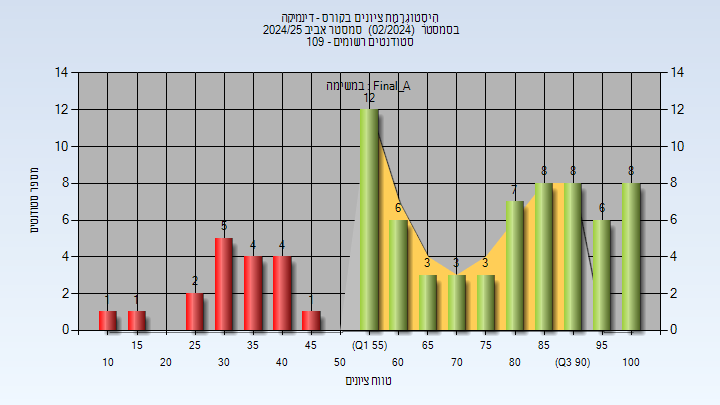 הִיסְטוֹגְרָמַת ציונים בקורס - דינמיקה
בסמסטר (02/2024) סמסטר אביב 2024/25
סטודנטים רשומים - 109
במשימה : Final_A
מספר סטודנטים
14 14
12 12
10 10
8 8
6 6
4 4
2 2
0 0
1 1 2 5 4 4 1 12 6 3 3 3 7 8 8 6 8
15 25 35 45 (Q1 55) 65 75 85 95
10 20 30 40 50 60 70 80 (Q3 90) 100
טווח ציונים